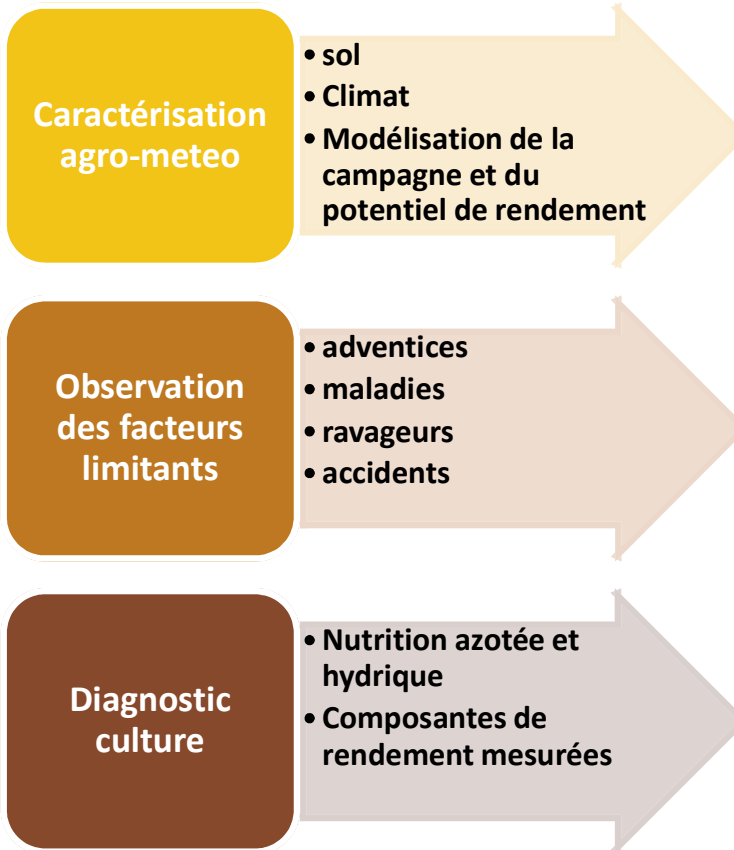 Caractérisation
agro-meteo
• sol
• Climat
• Modélisation de la
campagne et du
potentiel de rendement
Observation
des facteurs
limitants
• adventices
• maladies
• ravageurs
• accidents
Diagnostic
culture
• Nutrition azotée et
hydrique
• Composantes de
rendement mesurées